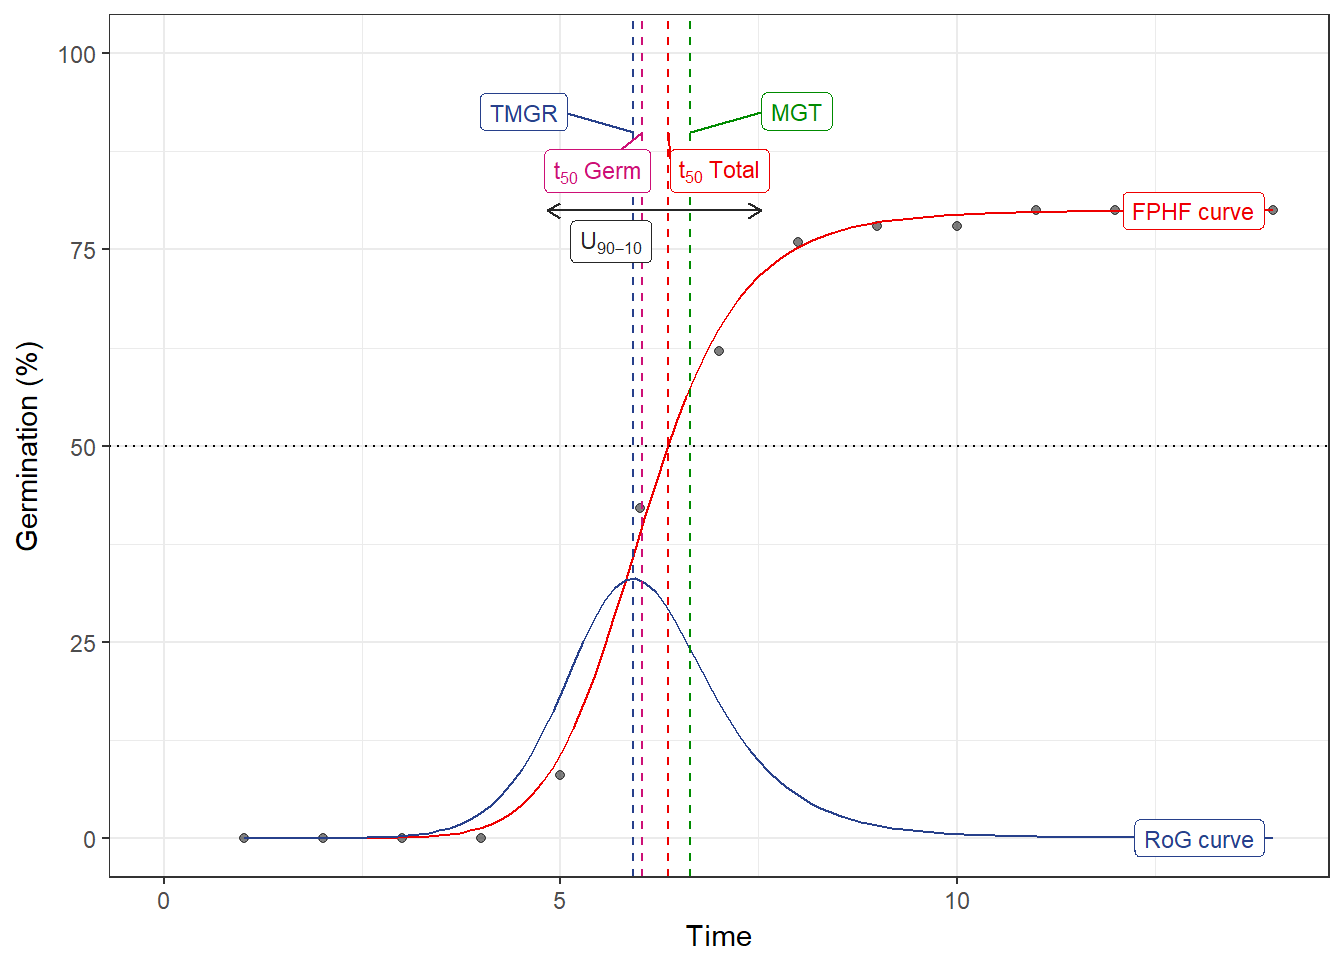 100
TMGR
MGT
t50 Germ
t50 Total
FPHF curve
U90−10
75
Germination (%)
50
25
0
RoG curve
0
5
10
Time